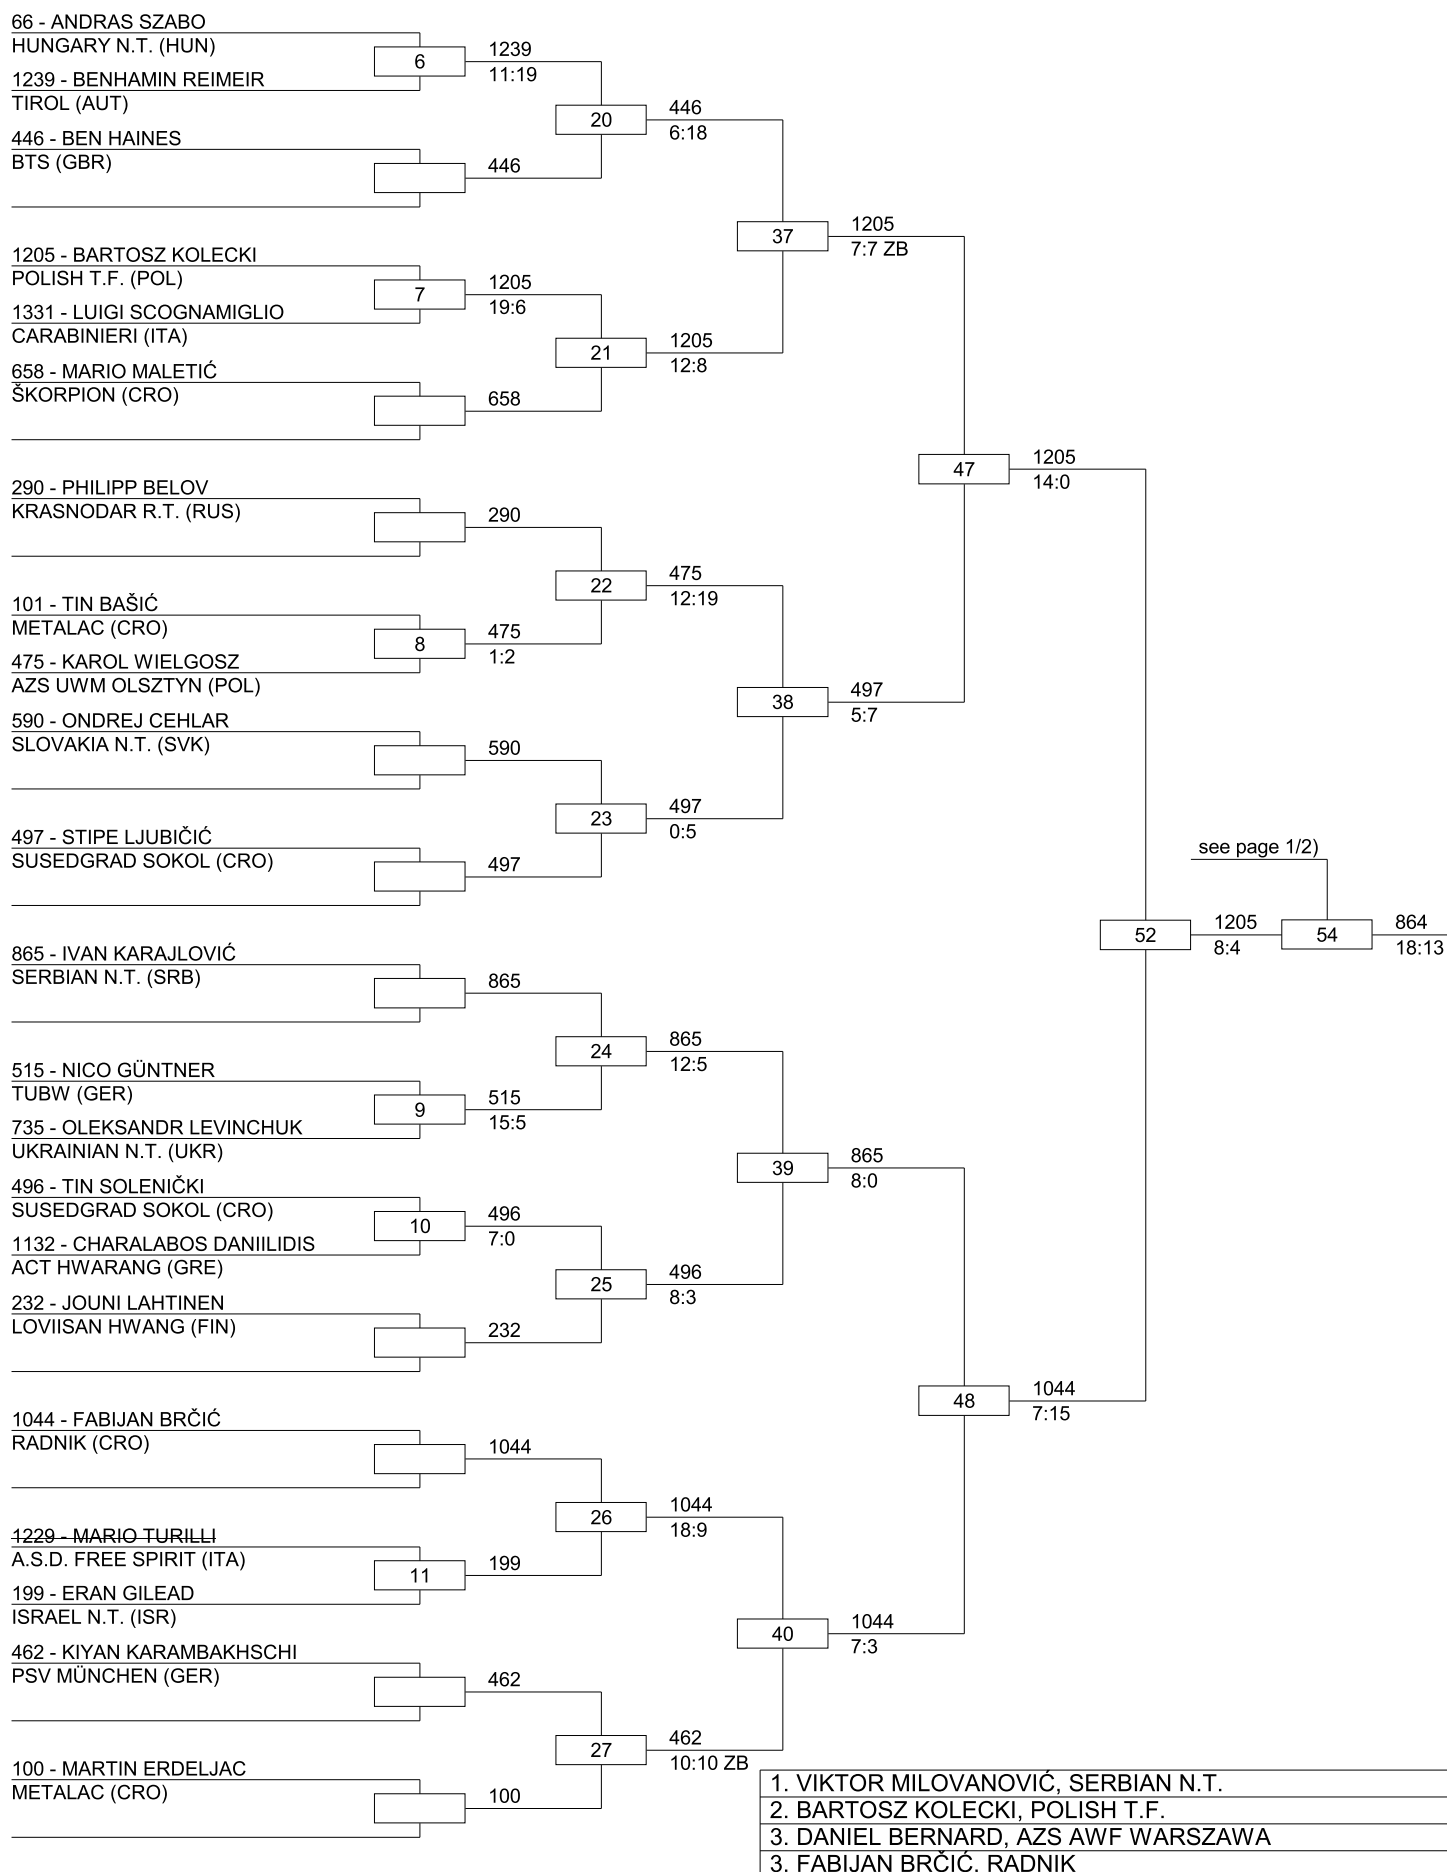 66 - ANDRAS SZABO
HUNGARY N.T. (HUN)
6
1239
11:19
1239 - BENHAMIN REIMEIR
TIROL (AUT)
20
446
6:18
446 - BEN HAINES
BTS (GBR)
446
37
1205
7:7 ZB
1205 - BARTOSZ KOLECKI
POLISH T.F. (POL)
7
1205
19:6
1331 - LUIGI SCOGNAMIGLIO
CARABINIERI (ITA)
21
1205
12:8
658 - MARIO MALETIĆ
ŠKORPION (CRO)
658
47
1205
14:0
290 - PHILIPP BELOV
KRASNODAR R.T. (RUS)
290
22
475
12:19
101 - TIN BAŠIĆ
METALAC (CRO)
8
475
1:2
475 - KAROL WIELGOSZ
AZS UWM OLSZTYN (POL)
38
497
5:7
590 - ONDREJ CEHLAR
SLOVAKIA N.T. (SVK)
590
23
497
0:5
497 - STIPE LJUBIČIĆ
SUSEDGRAD SOKOL (CRO)
497
see page 1/2)
52
1205
8:4
54
864
18:13
865 - IVAN KARAJLOVIĆ
SERBIAN N.T. (SRB)
865
24
865
12:5
515 - NICO GÜNTNER
TUBW (GER)
9
515
15:5
735 - OLEKSANDR LEVINCHUK
UKRAINIAN N.T. (UKR)
39
865
8:0
496 - TIN SOLENIČKI
SUSEDGRAD SOKOL (CRO)
10
496
7:0
1132 - CHARALABOS DANIILIDIS
ACT HWARANG (GRE)
25
496
8:3
232 - JOUNI LAHTINEN
LOVIISAN HWANG (FIN)
232
48
1044
7:15
1044 - FABIJAN BRČIĆ
RADNIK (CRO)
1044
26
1044
18:9
1229 - MARIO TURILLI
A.S.D. FREE SPIRIT (ITA)
11
199
199 - ERAN GILEAD
ISRAEL N.T. (ISR)
40
1044
7:3
462 - KIYAN KARAMBAKHSCHI
PSV MÜNCHEN (GER)
462
27
462
10:10 ZB
100 - MARTIN ERDELJAC
METALAC (CRO)
100
1. VIKTOR MILOVANOVIĆ, SERBIAN N.T.
2. BARTOSZ KOLECKI, POLISH T.F.
3. DANIEL BERNARD, AZS AWF WARSZAWA
3. FABIJAN BRČIĆ, RADNIK